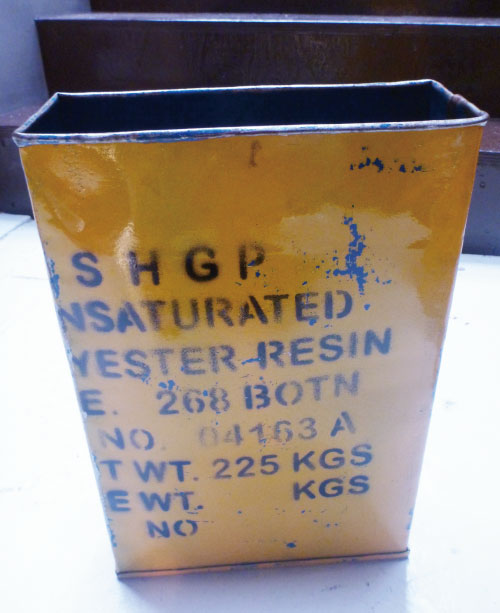 S H G P
NSATURATED
YESTER RESIN
E. 268 BOTN
NO. 04163 A
T WT. 225 KGS
E WT. KGS
NO